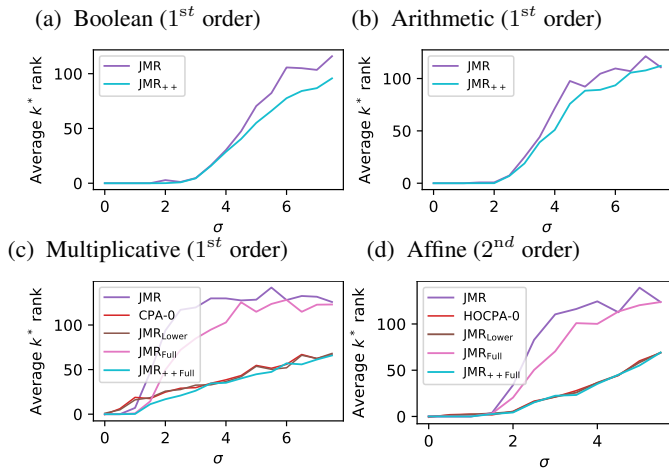 (a) Boolean (1st order)
(b) Arithmetic (1st order)
Average k* rank
100
50
0
JMR
JMR++
0 2 4 6
σ
Average k* rank
100
50
0
JMR
JMR++
0 2 4 6
σ
(c) Multiplicative (1st order)
(d) Affine (2nd order)
Average k* rank
100
50
0
JMR
CPA-0
JMRLower
JMRFull
JMR++Full
0 2 4 6
σ
Average k* rank
100
50
0
JMR
HOCPA-0
JMRLower
JMRFull
JMR++Full
0 2 4
σ